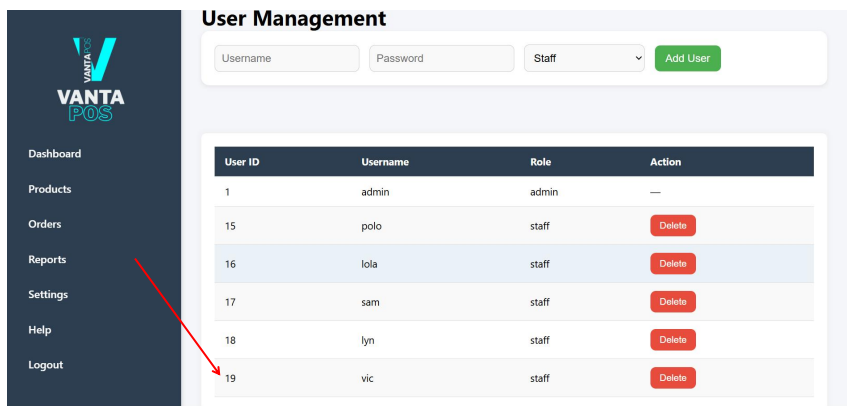 User Management
Username Password Staff Add User
VANTAPOS
VANTA
POS
Dashboard
Products
Orders
Reports
Settings
Help
Logout
User ID Username Role Action
1 admin admin —
15 polo staff Delete
16 lola staff Delete
17 sam staff Delete
18 lyn staff Delete
19 vic staff Delete